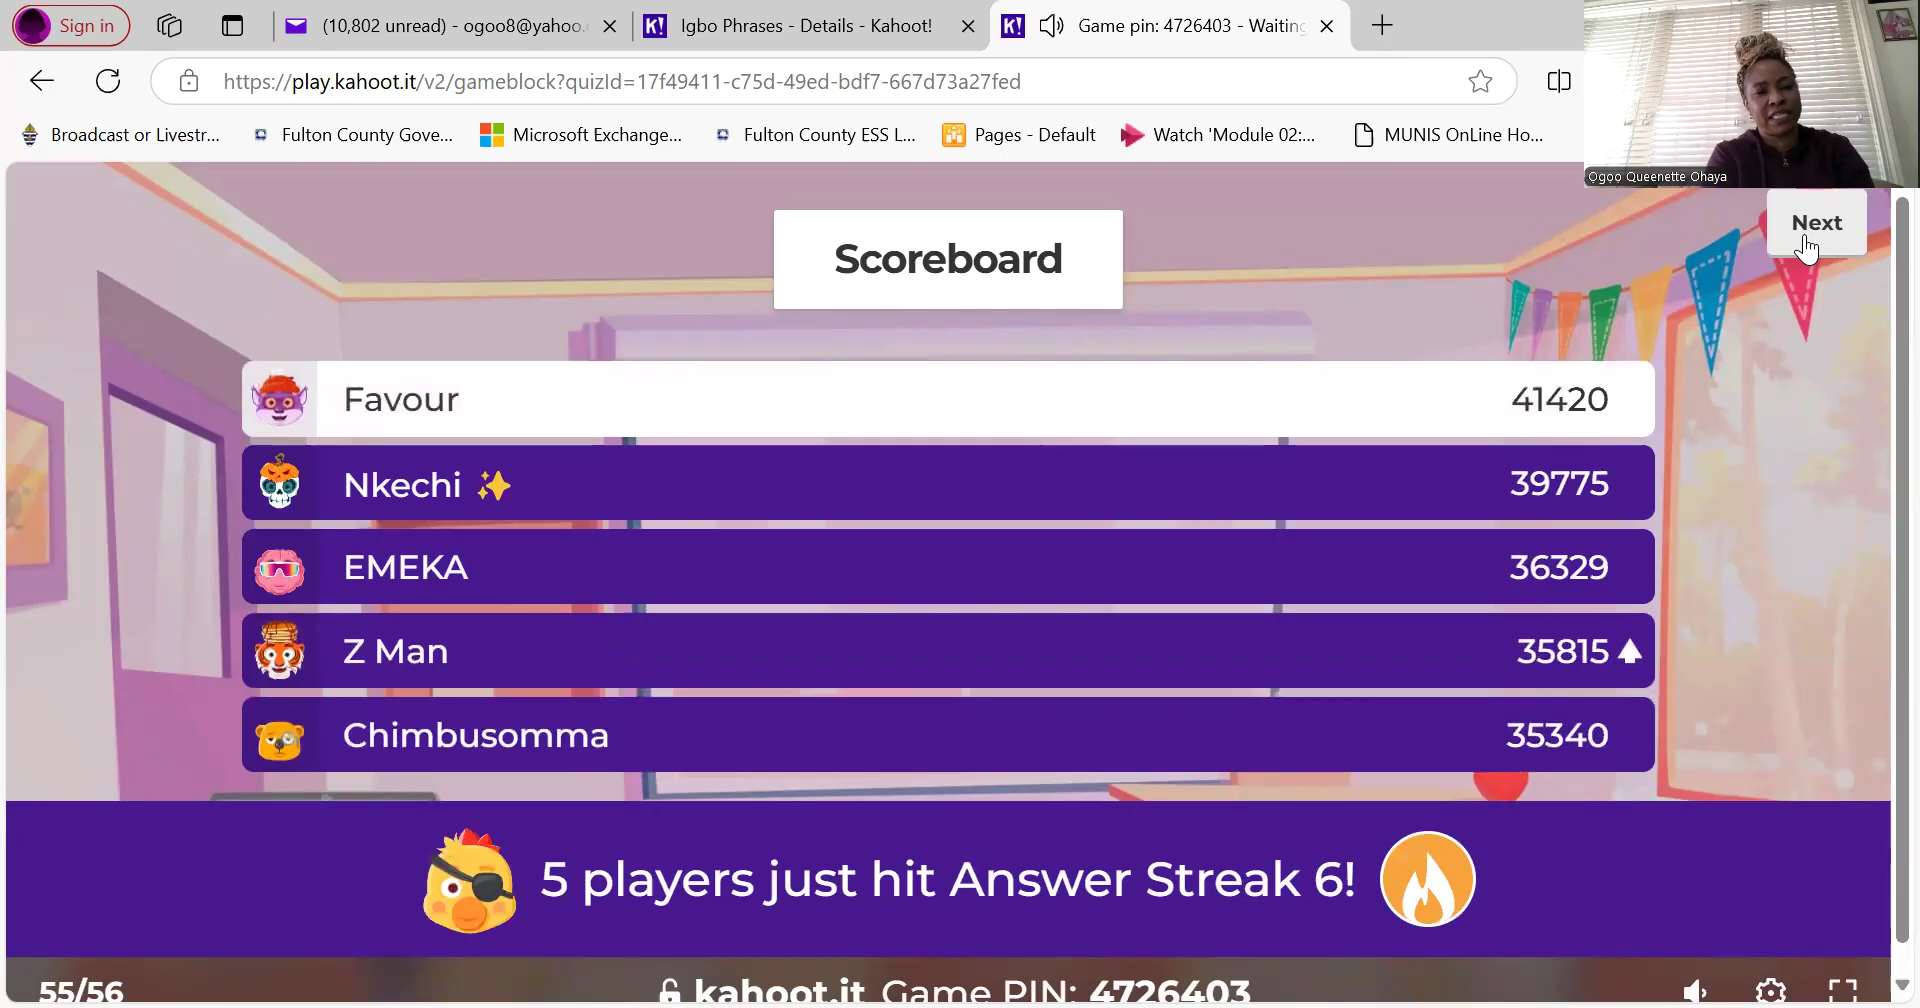 Sign in
(10,802 unread) - ogoo8@yahoo.
Igbo Phrases - Details - Kahoot!
Game pin: 4726403 - Waiting
https://play.kahoot.it/v2/gameblock?quizId=17f49411-c75d-49ed-bdf7-667d73a27fed
Broadcast or Livestr...
Fulton County Gove...
Microsoft Exchange...
Fulton County ESS L...
Pages - Default
Watch 'Module 02:...
MUNIS OnLine Ho...
Ọgọọ Queenette Ohaya
Next
Scoreboard
Favour 41420
Nkechi ✨ 39775
EMEKA 36329
Z Man 35815
Chimbusomma 35340
5 players just hit Answer Streak 6!
55/56
kahoot.it Game PIN: 4726403